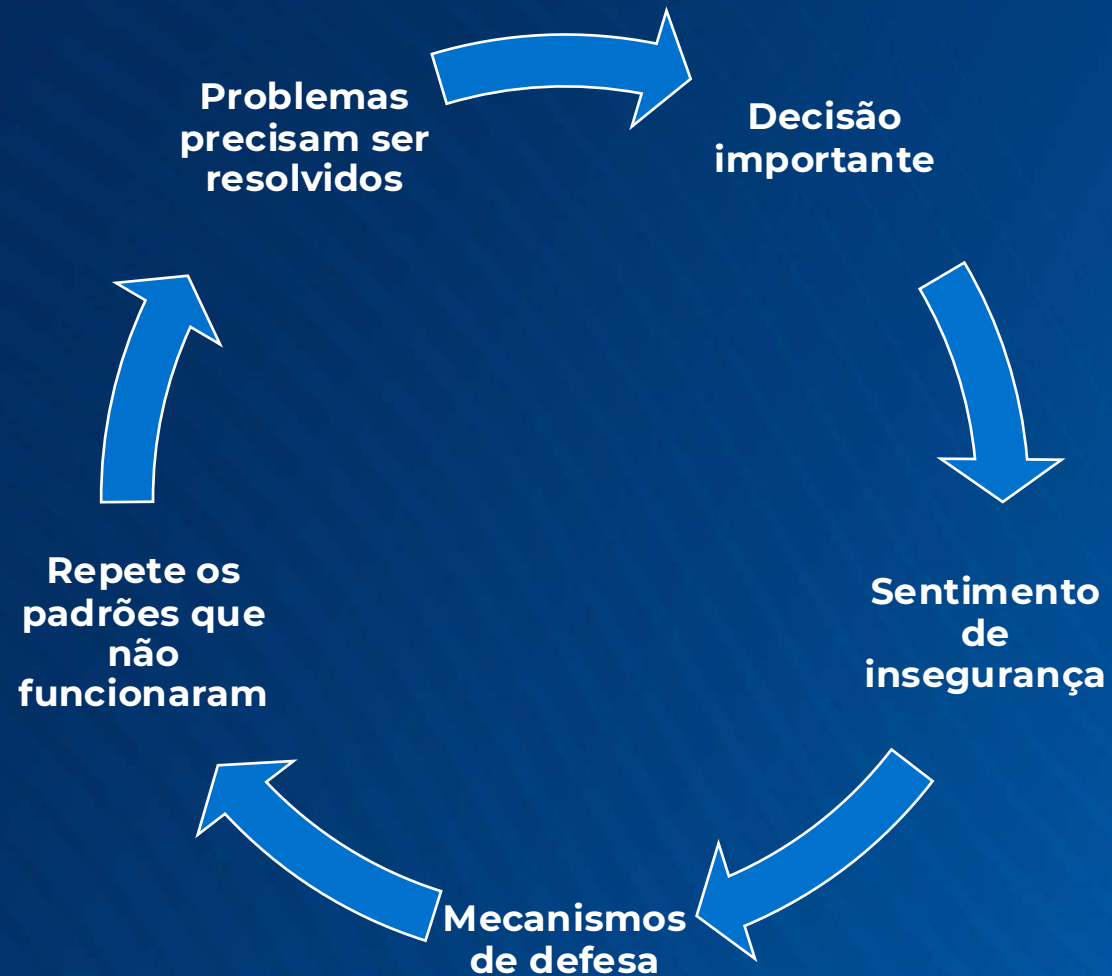 Problemas
precisam ser
resolvidos
Decisão
importante
Sentimento
de
insegurança
Mecanismos
de defesa
Repete os
padrões que
não
funcionaram